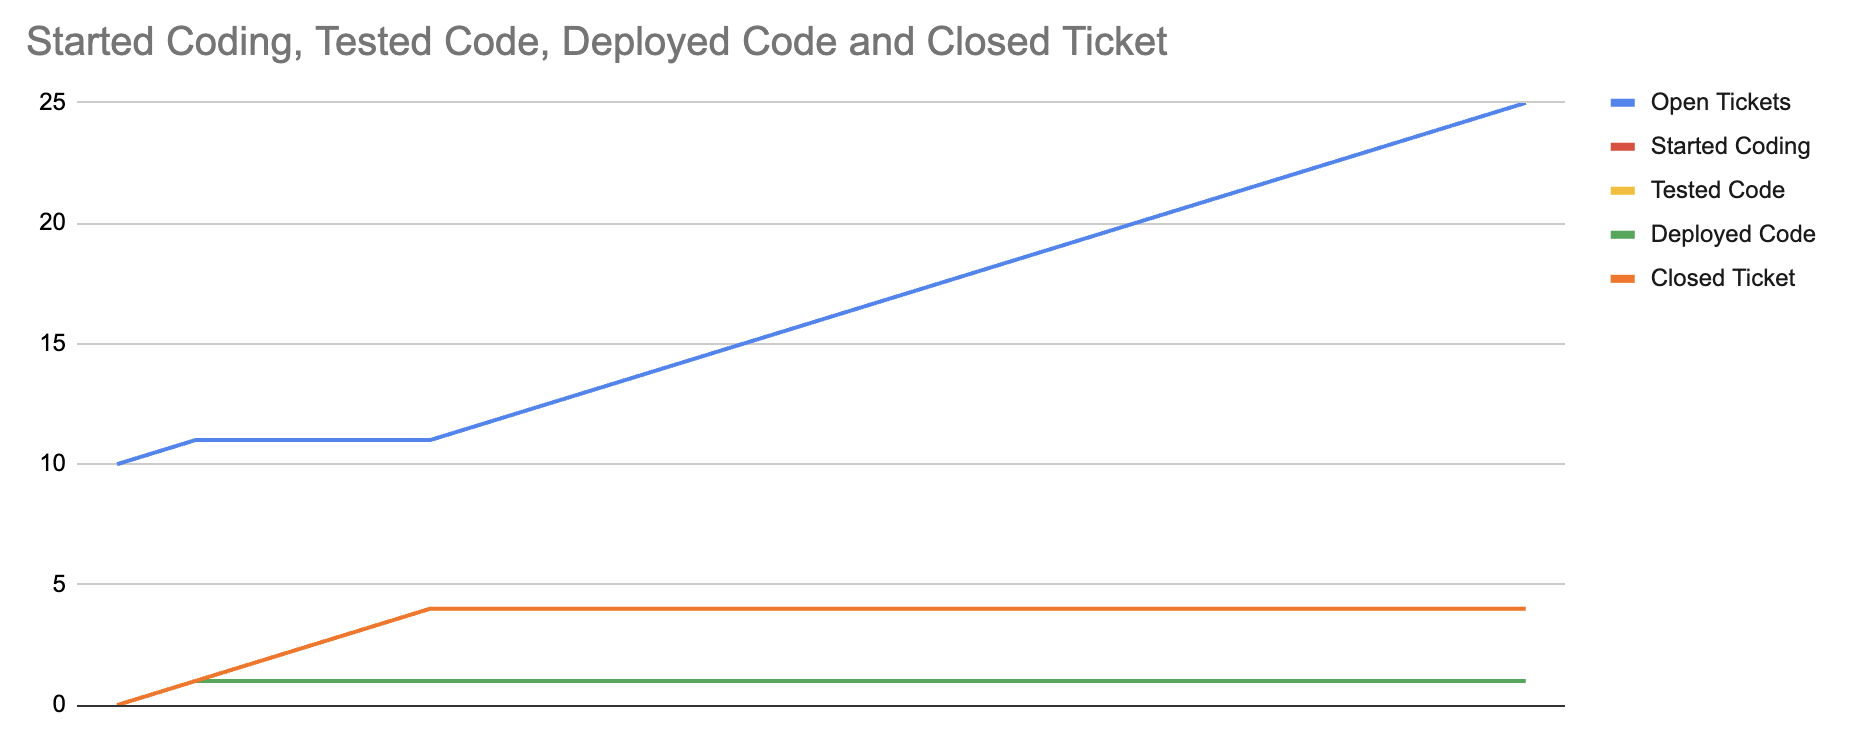 Started Coding, Tested Code, Deployed Code and Closed Ticket
25
20
15
10
5
0
Open Tickets
Started Coding
Tested Code
Deployed Code
Closed Ticket